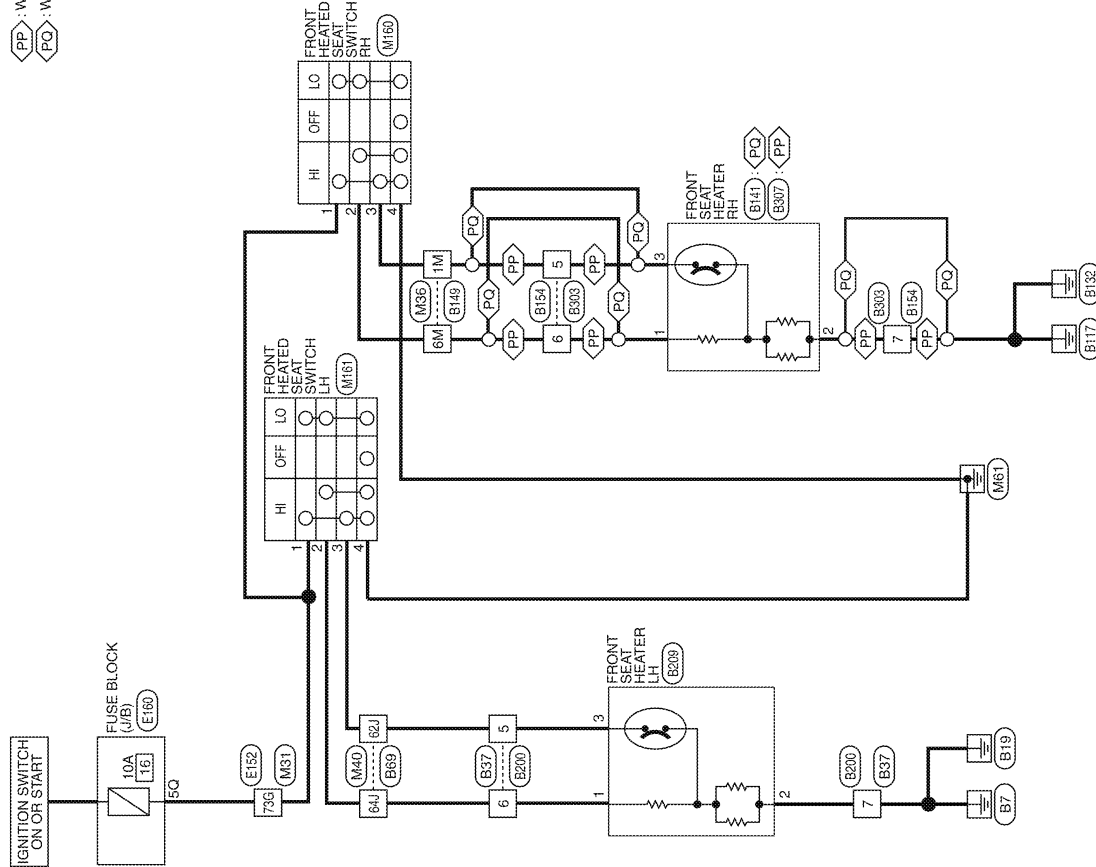 PP : W
PQ : W
IGNITION SWITCH
ON OR START
FUSE BLOCK
(J/B)
E160
10A
16
5Q
E152
73G
M31
FRONT
HEATED
SEAT
SWITCH
RH
M160
HI OFF LO
1
2
3
4
FRONT
HEATED
SEAT
SWITCH
LH
M161
HI OFF LO
1
2
3
4
M36
6M 1M
B149
PQ
PQ
PP PP
B154
6 5
B303
PP PP
PQ
PQ
FRONT
SEAT
HEATER
RH
B141 : PQ
B307 : PP
1 3
2
PQ PQ
PP
B303
7
B154
PP
B117 B132
M61
M40
64J 62J
B69
B37
6 5
B200
FRONT
SEAT
HEATER
LH
B209
1 3
2
B200
7
B37
B7 B19